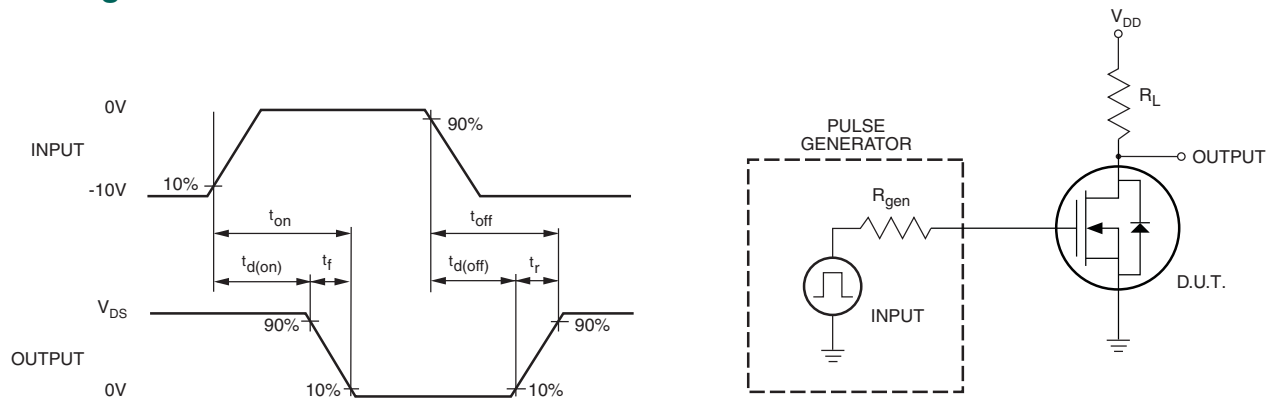 0V
INPUT
-10V
10%
90%
ton
toff
td(on)
tf
td(off)
tr
VDS
OUTPUT
0V
90%
10%
10%
90%
VDD
RL
OUTPUT
PULSE
GENERATOR
Rgen
INPUT
D.U.T.